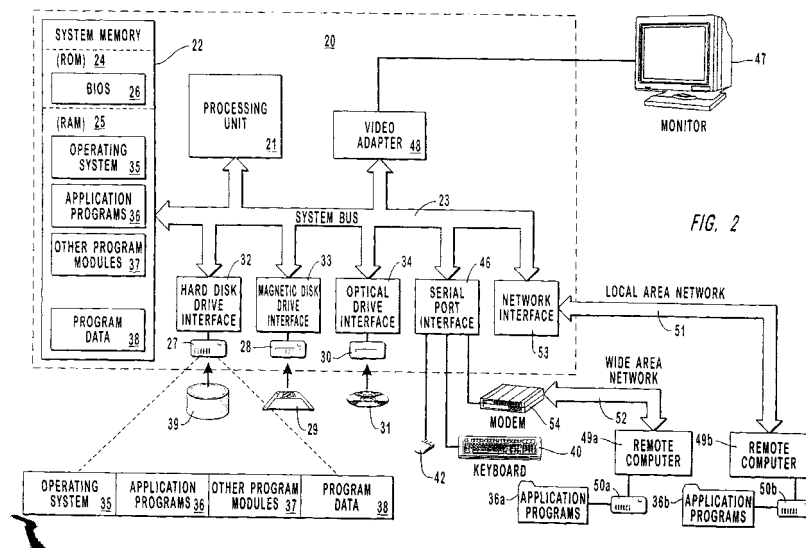 SYSTEM MEMORY
(ROM) 24
BIOS
26
(RAM) 25
OPERATING
SYSTEM 35
APPLICATION
PROGRAMS 36
OTHER PROGRAM
MODULES 37
PROGRAM
DATA 38
22
20
PROCESSING
UNIT
21
VIDEO
ADAPTER
48
47
MONITOR
23
SYSTEM BUS
FIG. 2
32
HARD DISK
DRIVE
INTERFACE
33
MAGNETIC DISK
DRIVE
INTERFACE
34
OPTICAL
DRIVE
INTERFACE
46
SERIAL
PORT
INTERFACE
NETWORK
INTERFACE
53
LOCAL AREA NETWORK
51
WIDE AREA
NETWORK
52
27
28
30
39
29
31
42
MODEM
54
KEYBOARD
40
49a
REMOTE
COMPUTER
49b
REMOTE
COMPUTER
50a
50b
36a
APPLICATION
PROGRAMS
36b
APPLICATION
PROGRAMS
OPERATING
SYSTEM 35
APPLICATION
PROGRAMS 36
OTHER PROGRAM
MODULES 37
PROGRAM
DATA 38